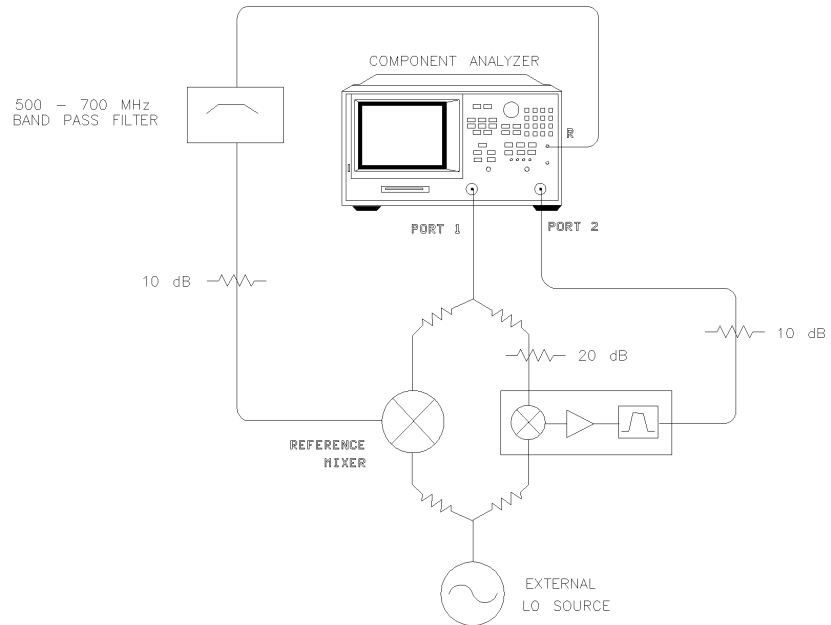 COMPONENT ANALYZER
500 – 700 MHz
BAND PASS FILTER
R
PORT 1
PORT 2
10 dB
10 dB
20 dB
REFERENCE
MIXER
EXTERNAL
LO SOURCE